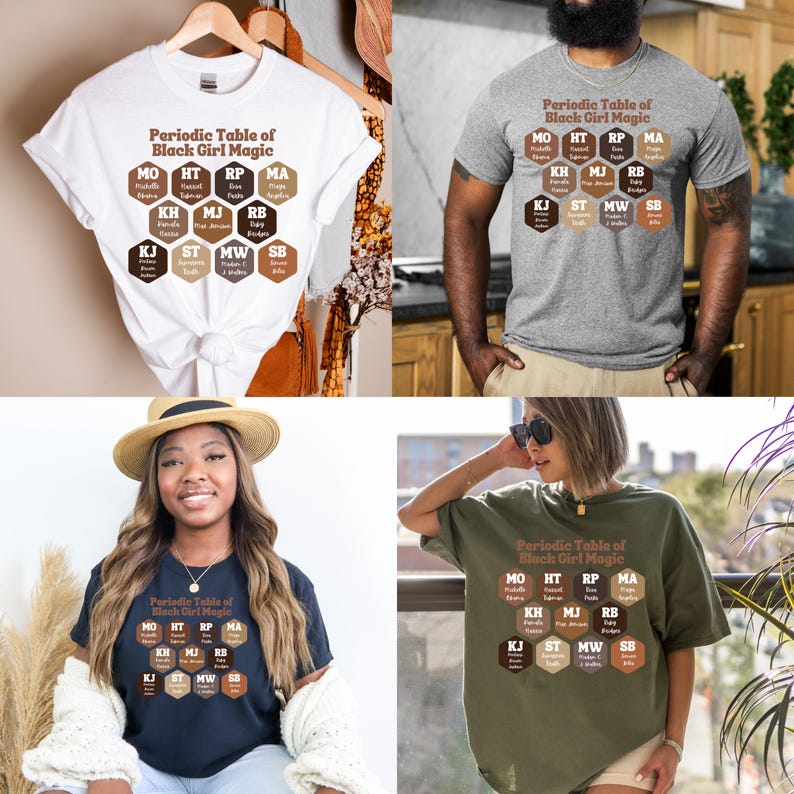 Periodic Table of
Black Girl Magic
MO
Michelle
Obama
HT
Harriet
Tubman
RP
Rosa
Parks
MA
Maya
Angelou
KH
Kamala
Harris
MJ
Mae Jemison
RB
Ruby
Bridges
KJ
Ketanji
Brown
Jackson
ST
Sojourner
Truth
MW
Madam C.
J. Walker
SB
Simone
Biles
Periodic Table of
Black Girl Magic
MO
Michelle
Obama
HT
Harriet
Tubman
RP
Rosa
Parks
MA
Maya
Angelou
KH
Kamala
Harris
MJ
Mae Jemison
RB
Ruby
Bridges
KJ
Ketanji
Brown
Jackson
ST
Sojourner
Truth
MW
Madam C.
J. Walker
SB
Simone
Biles
Periodic Table of
Black Girl Magic
MO
Michelle
Obama
HT
Harriet
Tubman
RP
Rosa
Parks
MA
Maya
Angelou
KH
Kamala
Harris
MJ
Mae Jemison
RB
Ruby
Bridges
KJ
Ketanji
Brown
Jackson
ST
Sojourner
Truth
MW
Madam C.
J. Walker
SB
Simone
Biles
Periodic Table of
Black Girl Magic
MO
Michelle
Obama
HT
Harriet
Tubman
RP
Rosa
Parks
MA
Maya
Angelou
KH
Kamala
Harris
MJ
Mae Jemison
RB
Ruby
Bridges
KJ
Ketanji
Brown
Jackson
ST
Sojourner
Truth
MW
Madam C.
J. Walker
SB
Simone
Biles